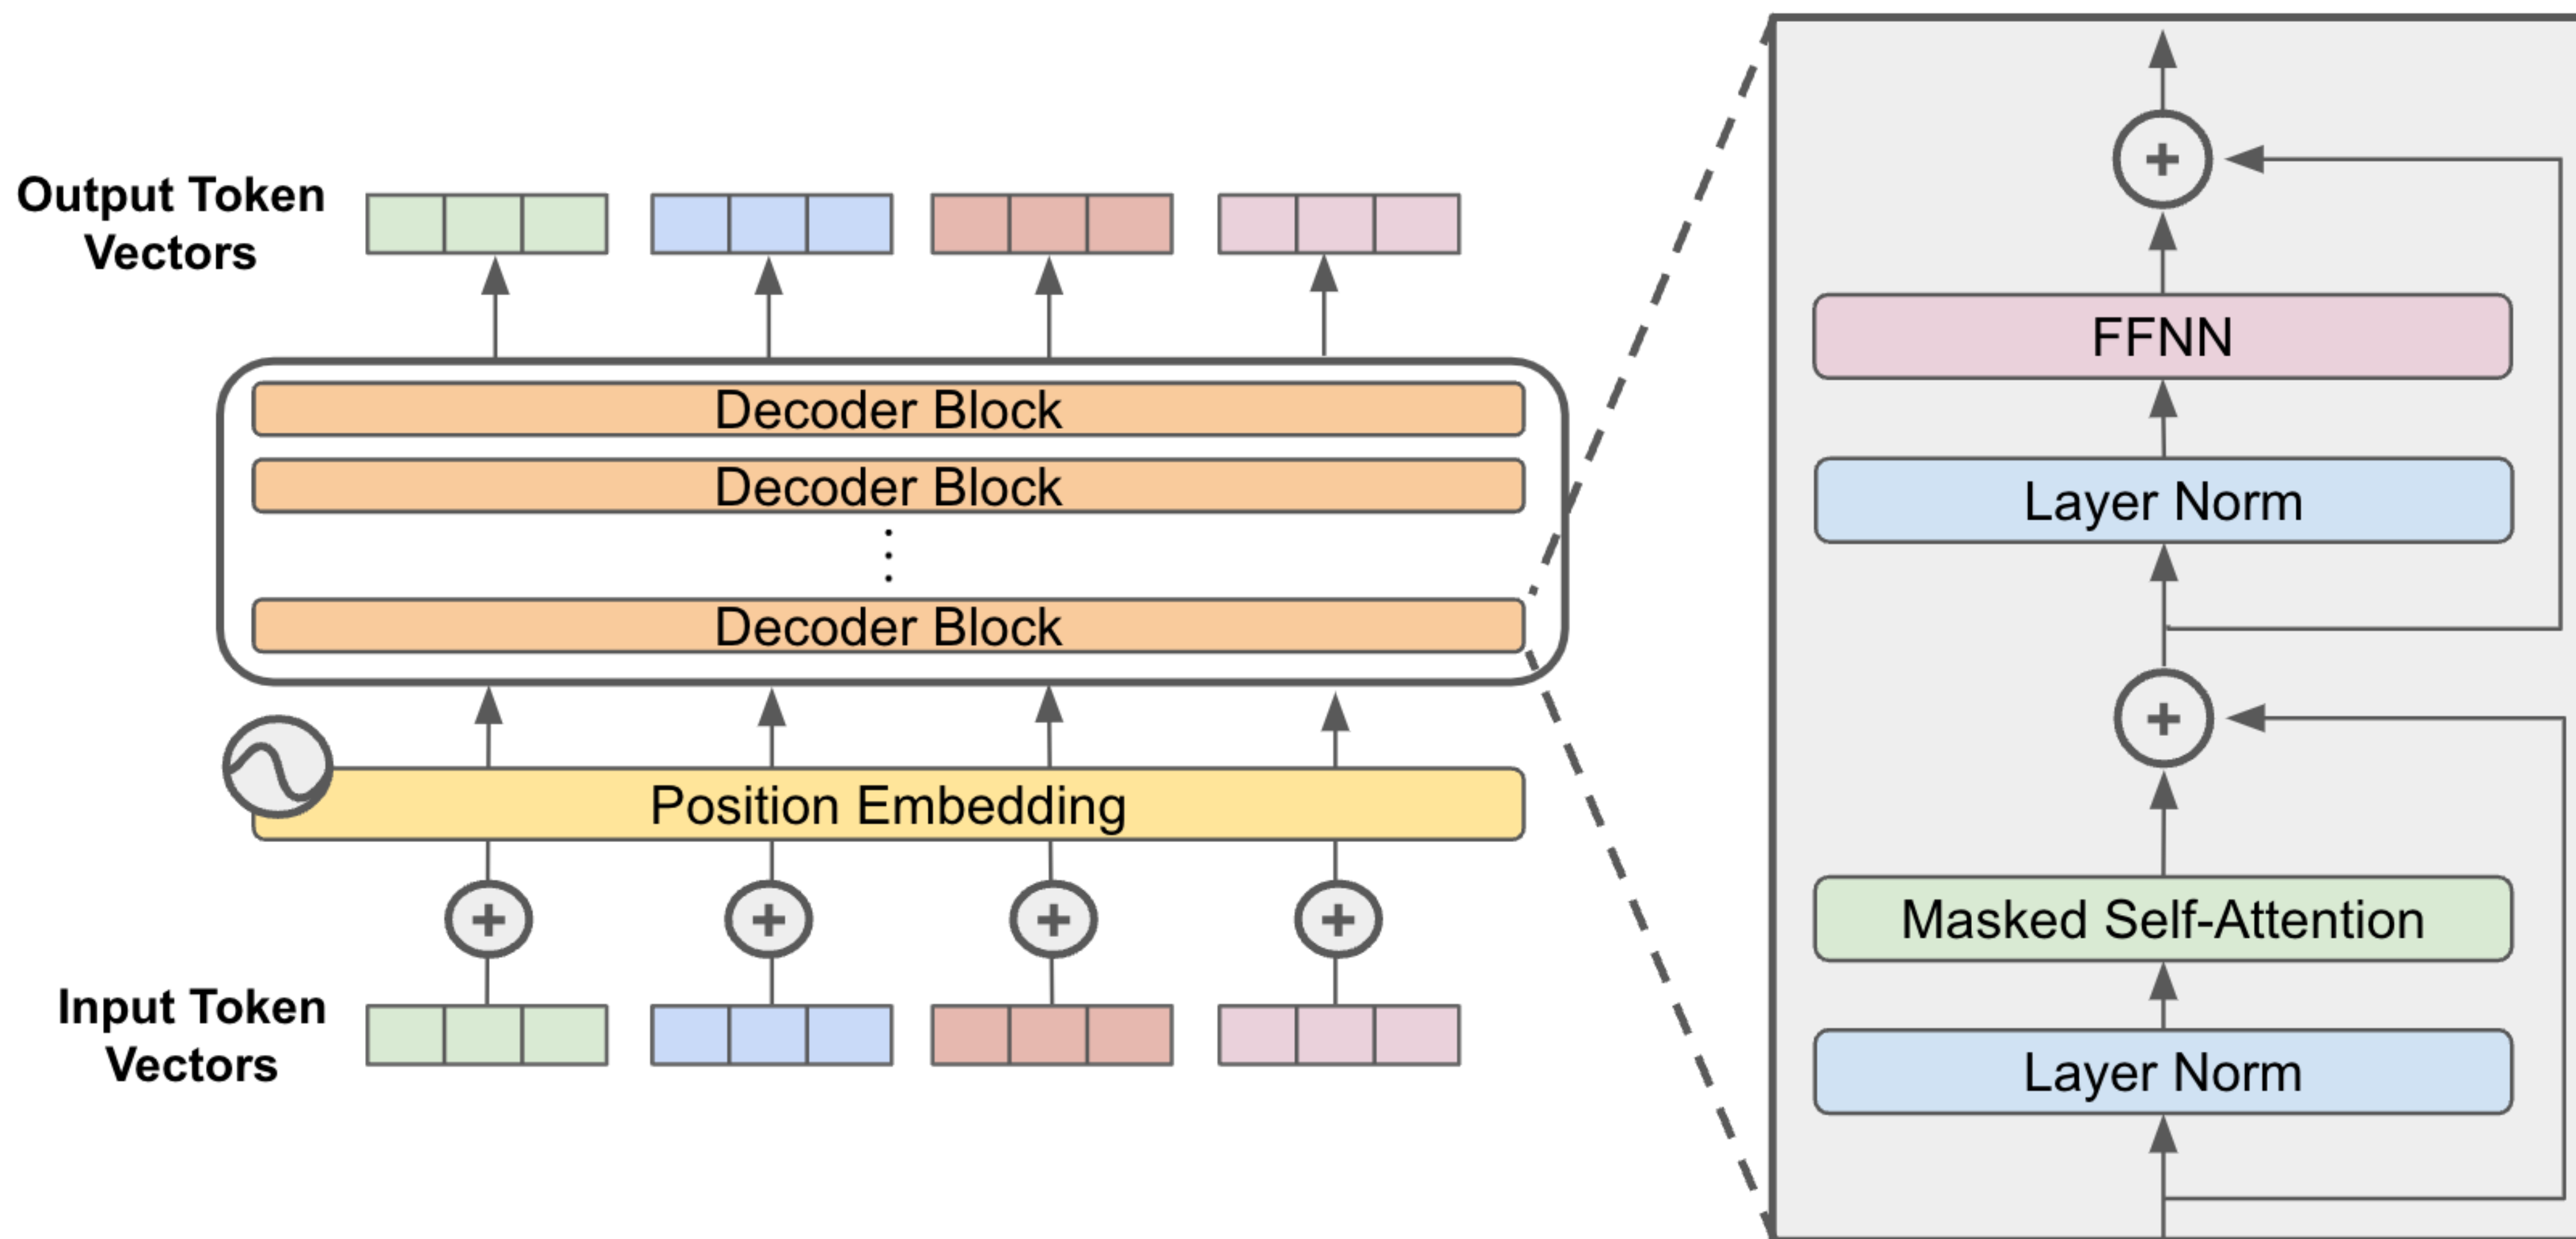 Output Token
Vectors
Decoder Block
Decoder Block
Decoder Block
Position Embedding
Input Token
Vectors
FFNN
Layer Norm
Masked Self-Attention
Layer Norm